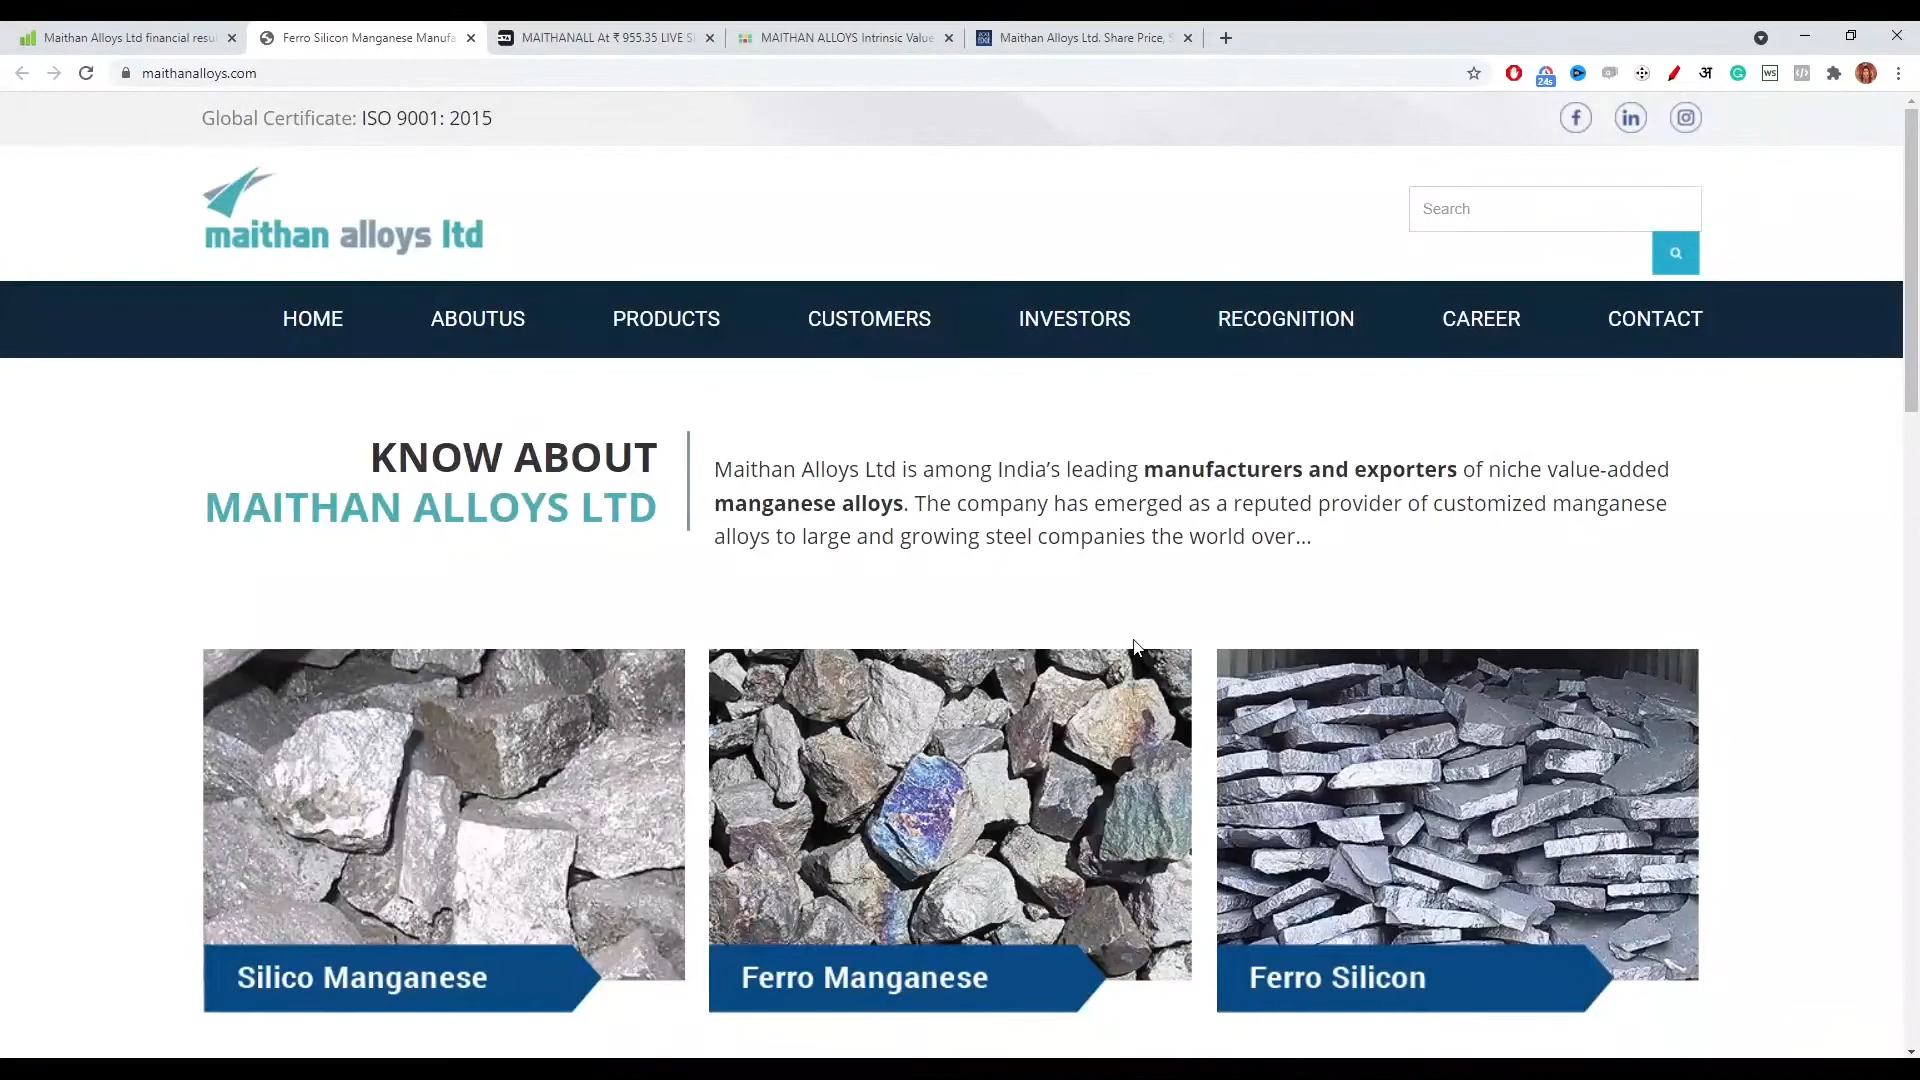 Maithan Alloys Ltd financial resu
Ferro Silicon Manganese Manufa
MAITHANALL At ₹ 955.35 LIVE S
MAITHAN ALLOYS Intrinsic Value
Maithan Alloys Ltd. Share Price, S
maithanalloys.com
24s
अ
WS
Global Certificate: ISO 9001: 2015
maithan alloys ltd
Search
HOME
ABOUTUS
PRODUCTS
CUSTOMERS
INVESTORS
RECOGNITION
CAREER
CONTACT
KNOW ABOUT
MAITHAN ALLOYS LTD
Maithan Alloys Ltd is among India’s leading manufacturers and exporters of niche value-added
manganese alloys. The company has emerged as a reputed provider of customized manganese
alloys to large and growing steel companies the world over...
Silico Manganese
Ferro Manganese
Ferro Silicon